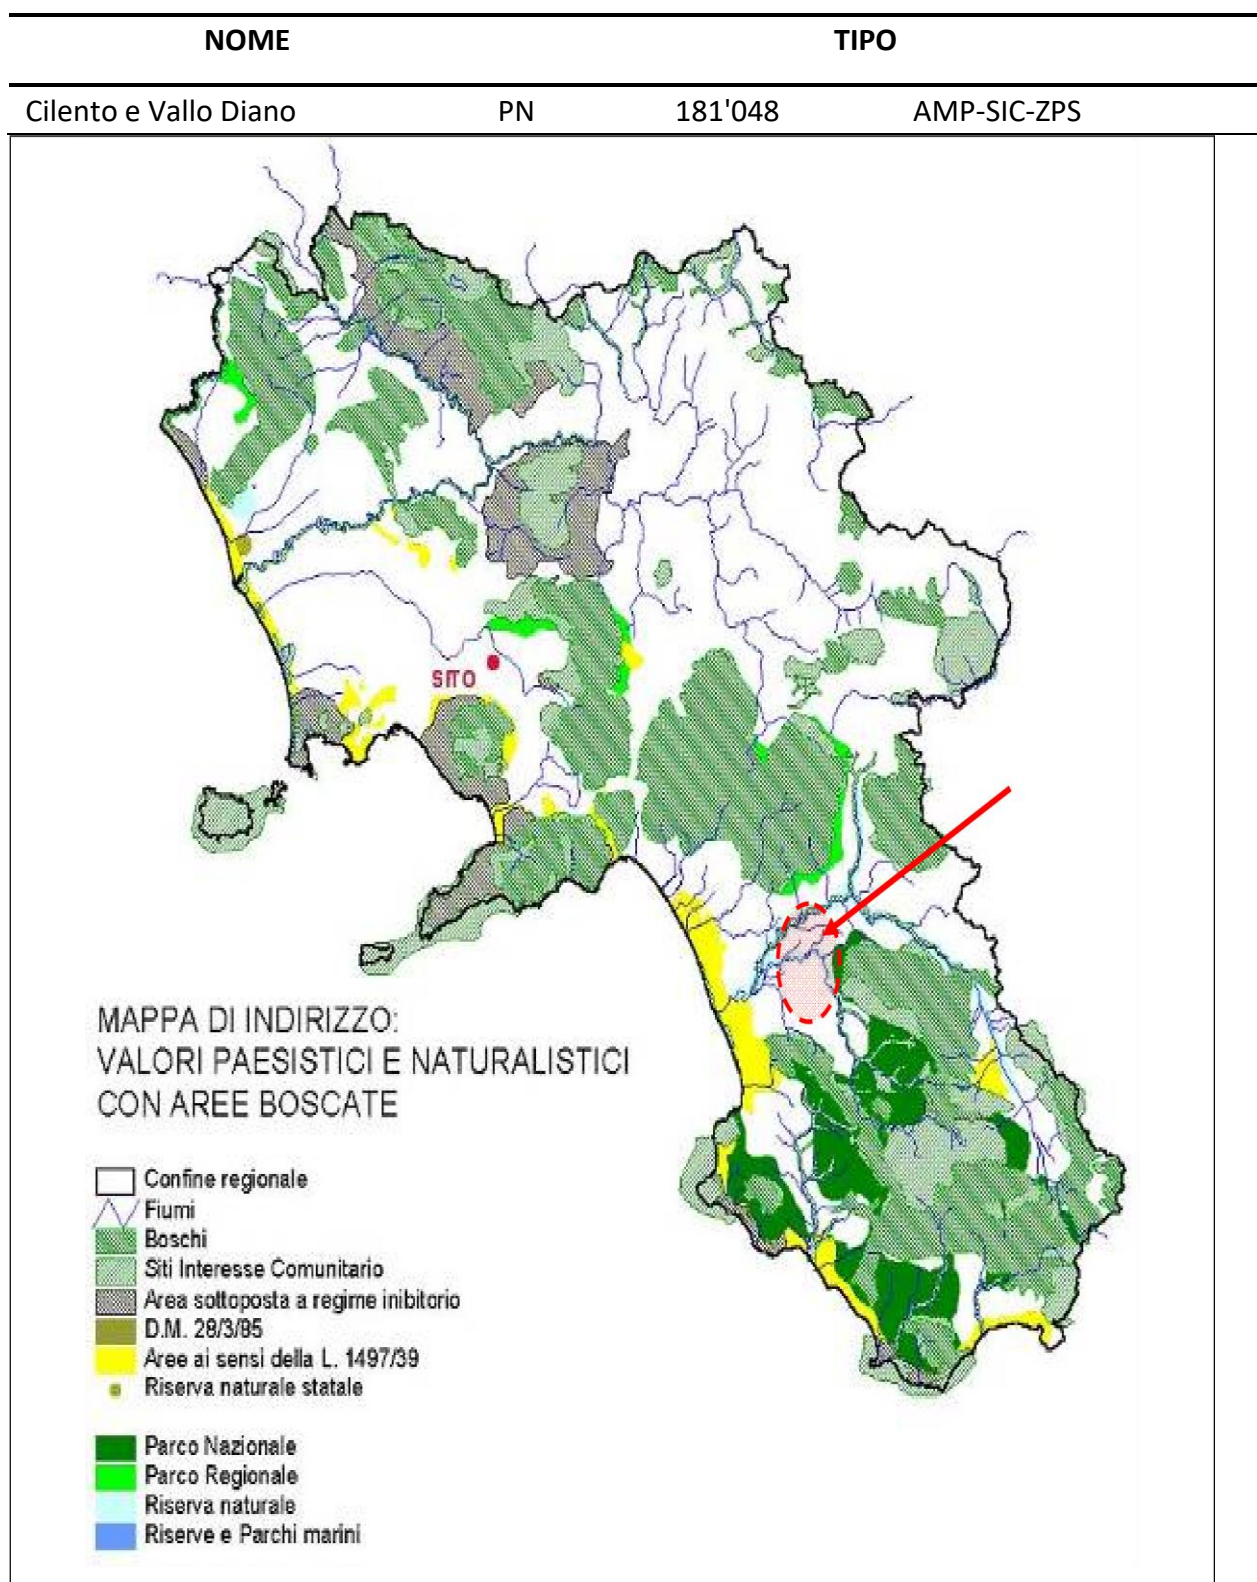 NOME TIPO
Cilento e Vallo Diano PN 181'048 AMP-SIC-ZPS
SITO
MAPPA DI INDIRIZZO:
VALORI PAESISTICI E NATURALISTICI
CON AREE BOSCATE
Confine regionale
Fiumi
Boschi
Siti Interesse Comunitario
Area sottoposta a regime inibitorio
D.M. 28/3/85
Aree ai sensi della L. 1497/39
Riserva naturale statale
Parco Nazionale
Parco Regionale
Riserva naturale
Riserve e Parchi marini